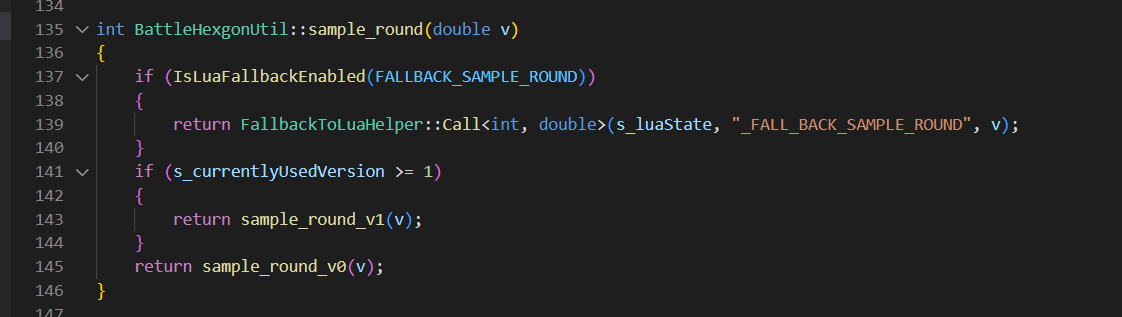 134
135 int BattleHexgonUtil::sample_round(double v)
136 {
137 if (IsLuaFallbackEnabled(FALLBACK_SAMPLE_ROUND))
138 {
139 return FallbackToLuaHelper::Call<int, double>(s_luaState, "_FALL_BACK_SAMPLE_ROUND", v);
140 }
141 if (s_currentlyUsedVersion >= 1)
142 {
143 return sample_round_v1(v);
144 }
145 return sample_round_v0(v);
146 }
147